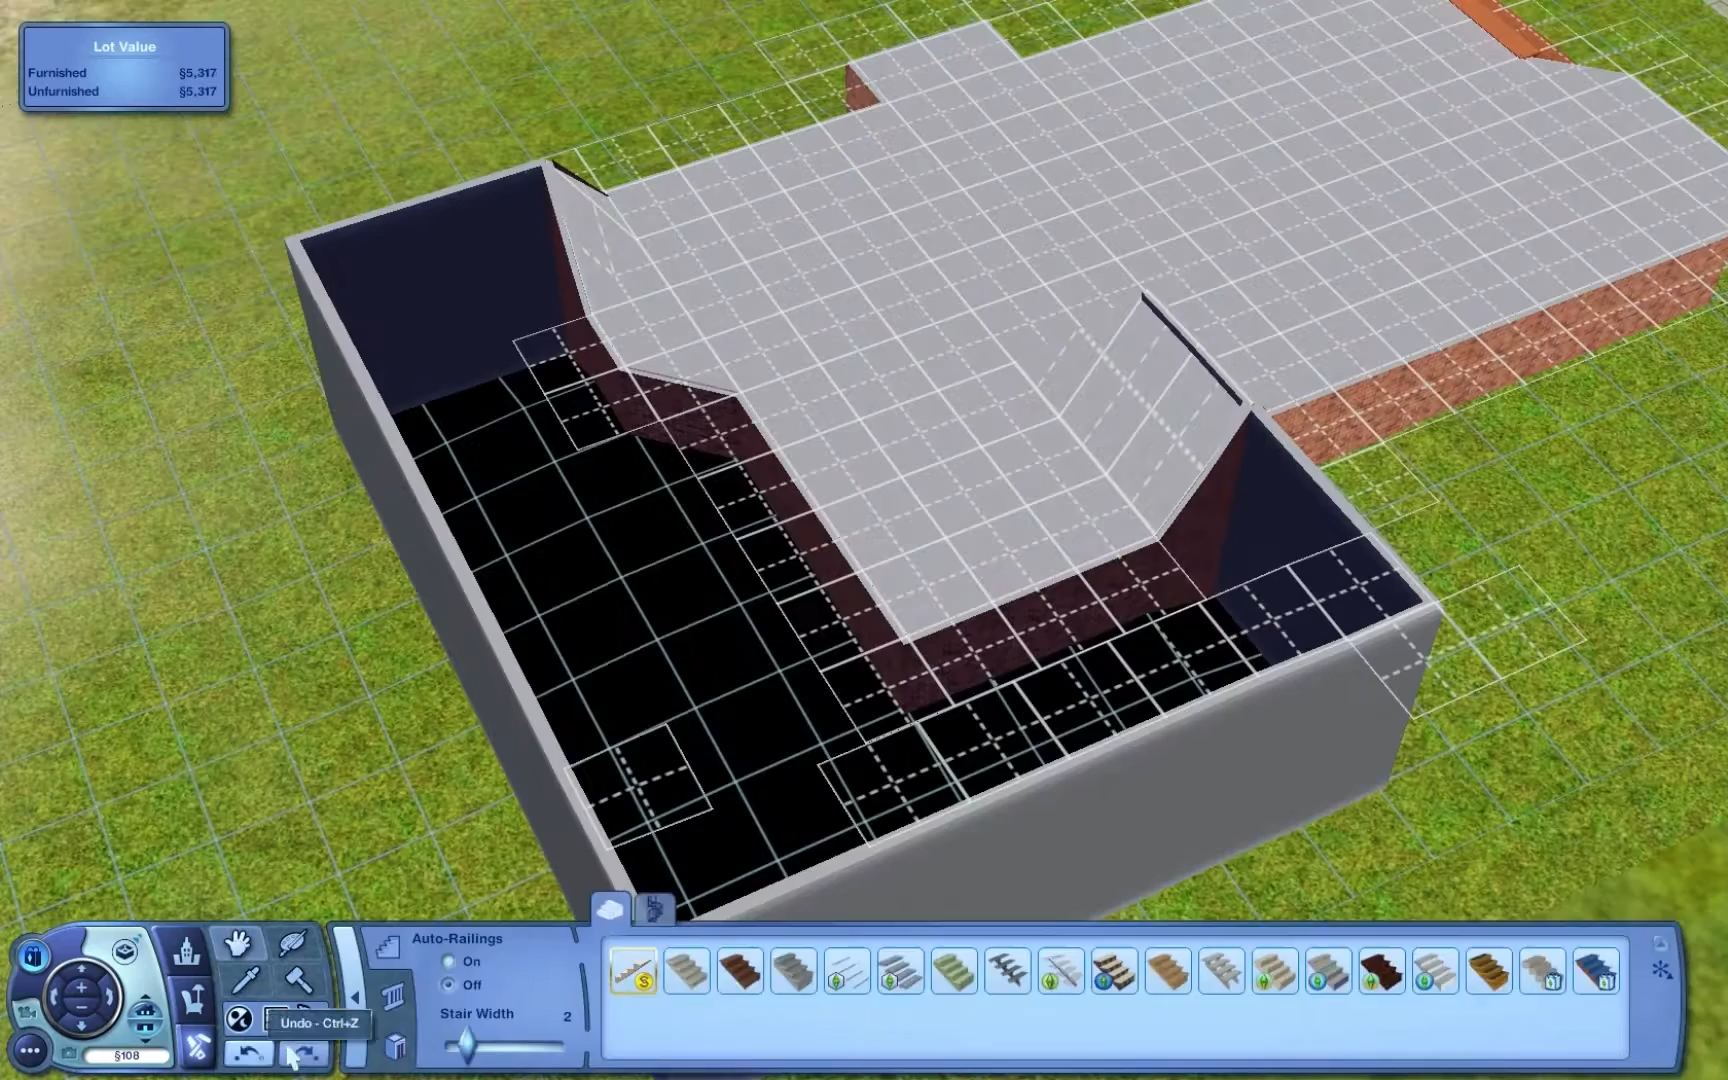 Lot Value
Furnished §5,317
Unfurnished §5,317
Auto-Railings
On
Off
Stair Width 2
Undo - Ctrl+Z
§108